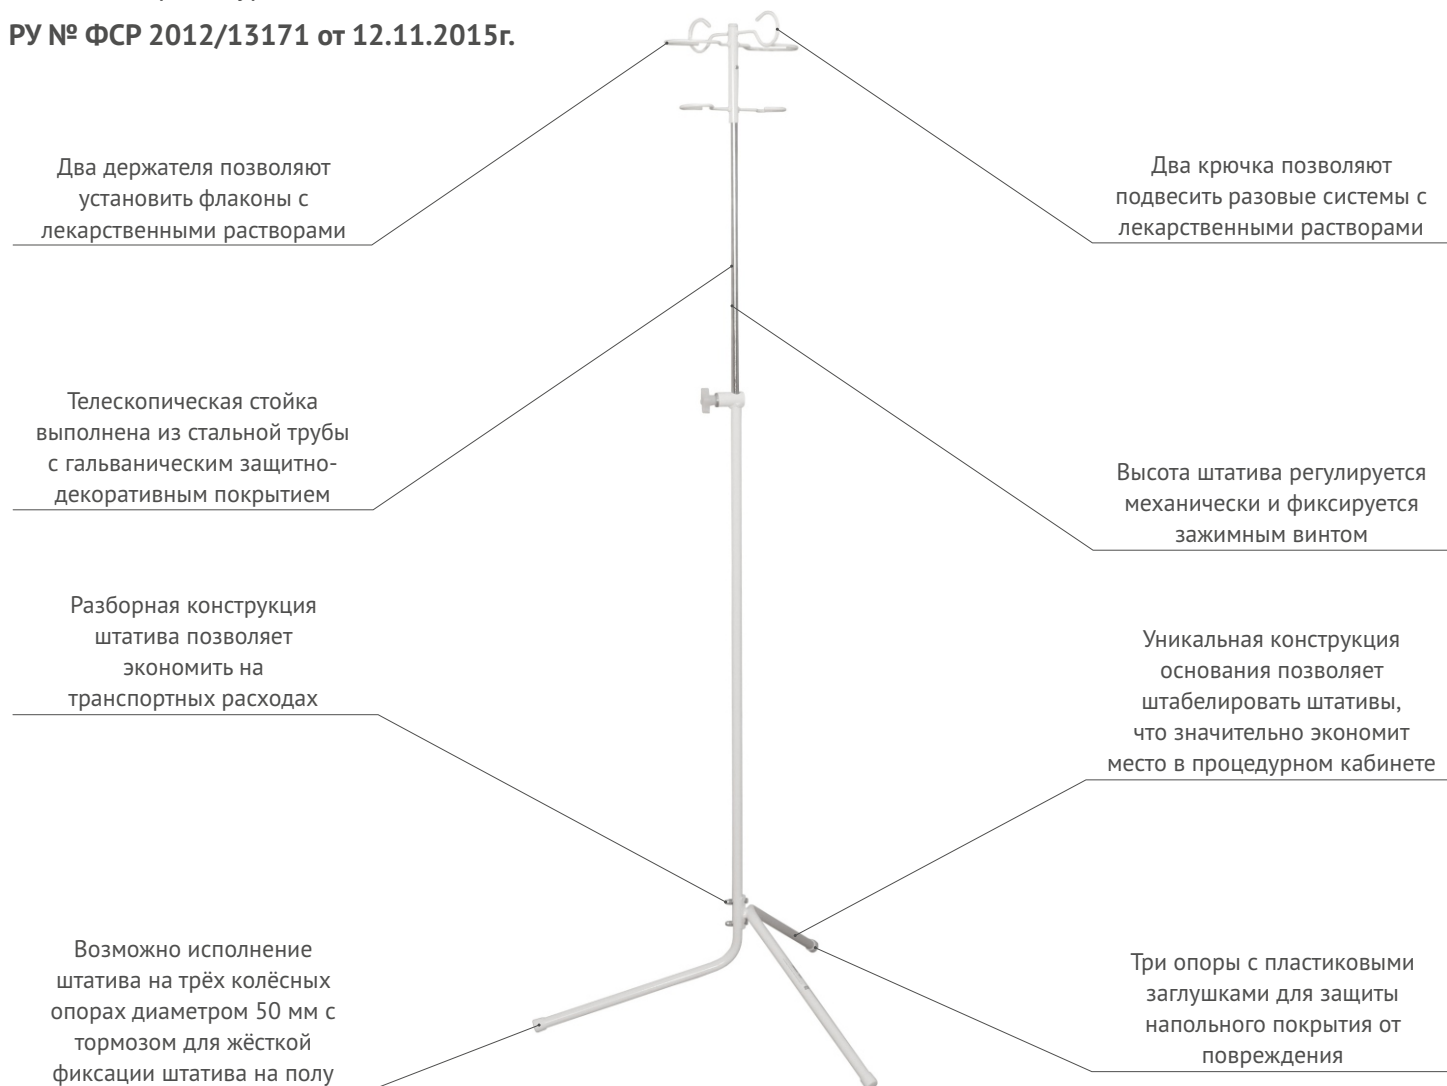 РУ № ФСР 2012/13171 от 12.11.2015г.
Два держателя позволяют
установить флаконы с
лекарственными растворами
Два крючка позволяют
подвесить разовые системы с
лекарственными растворами
Телескопическая стойка
выполнена из стальной трубы
с гальваническим защитно-
декоративным покрытием
Высота штатива регулируется
механически и фиксируется
зажимным винтом
Разборная конструкция
штатива позволяет
экономить на
транспортных расходах
Уникальная конструкция
основания позволяет
штабелировать штативы,
что значительно экономит
место в процедурном кабинете
Возможно исполнение
штатива на трёх колёсных
опорах диаметром 50 мм с
тормозом для жёсткой
фиксации штатива на полу
Три опоры с пластиковыми
заглушками для защиты
напольного покрытия от
повреждения